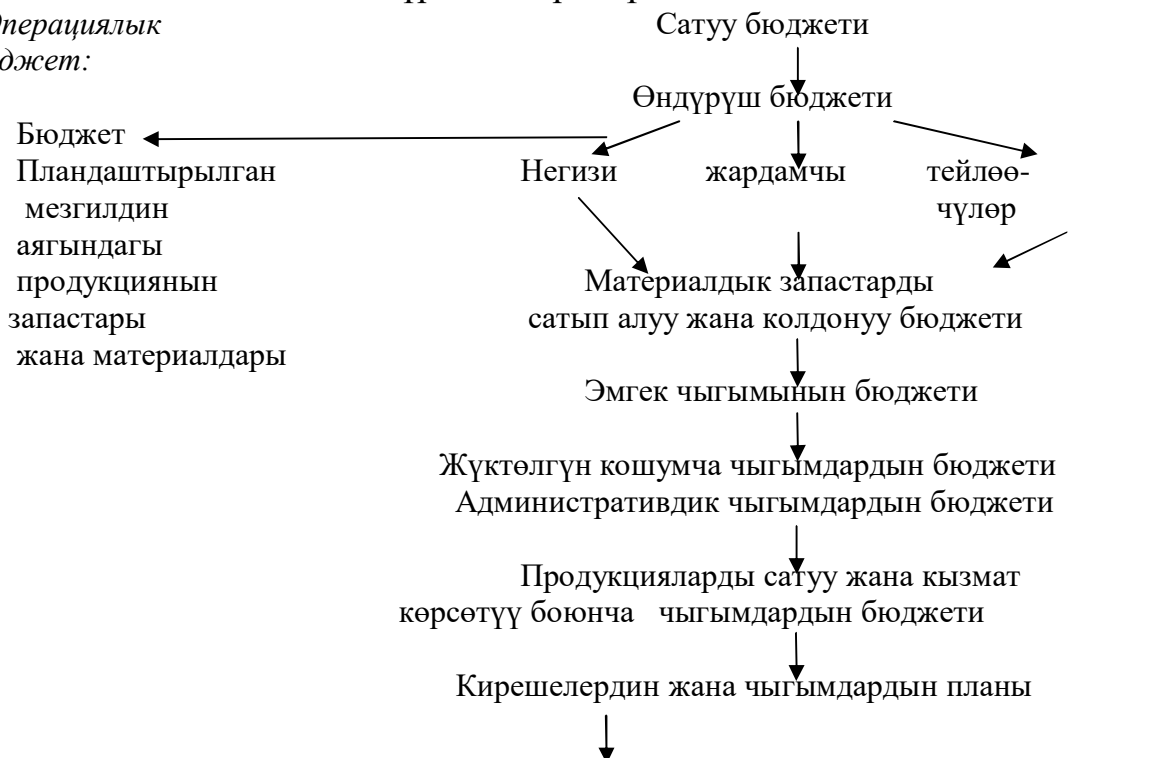 перациялык
джет:
Сатуу бюджети
Өндүрүш бюджети
Бюджет
Пландаштырылган
мезгилдин
аягындагы
продукциянын
запастары
жана материалдары
Негизи жардамчы тейлөө-
чүлөр
Материалдык запастарды
сатып алуу жана колдонуу бюджети
Эмгек чыгымынын бюджети
Жүктөлгүн кошумча чыгымдардын бюджети
Административдик чыгымдардын бюджети
Продукцияларды сатуу жана кызмат
көрсөтүү боюнча чыгымдардын бюджети
Кирешелердин жана чыгымдардын планы